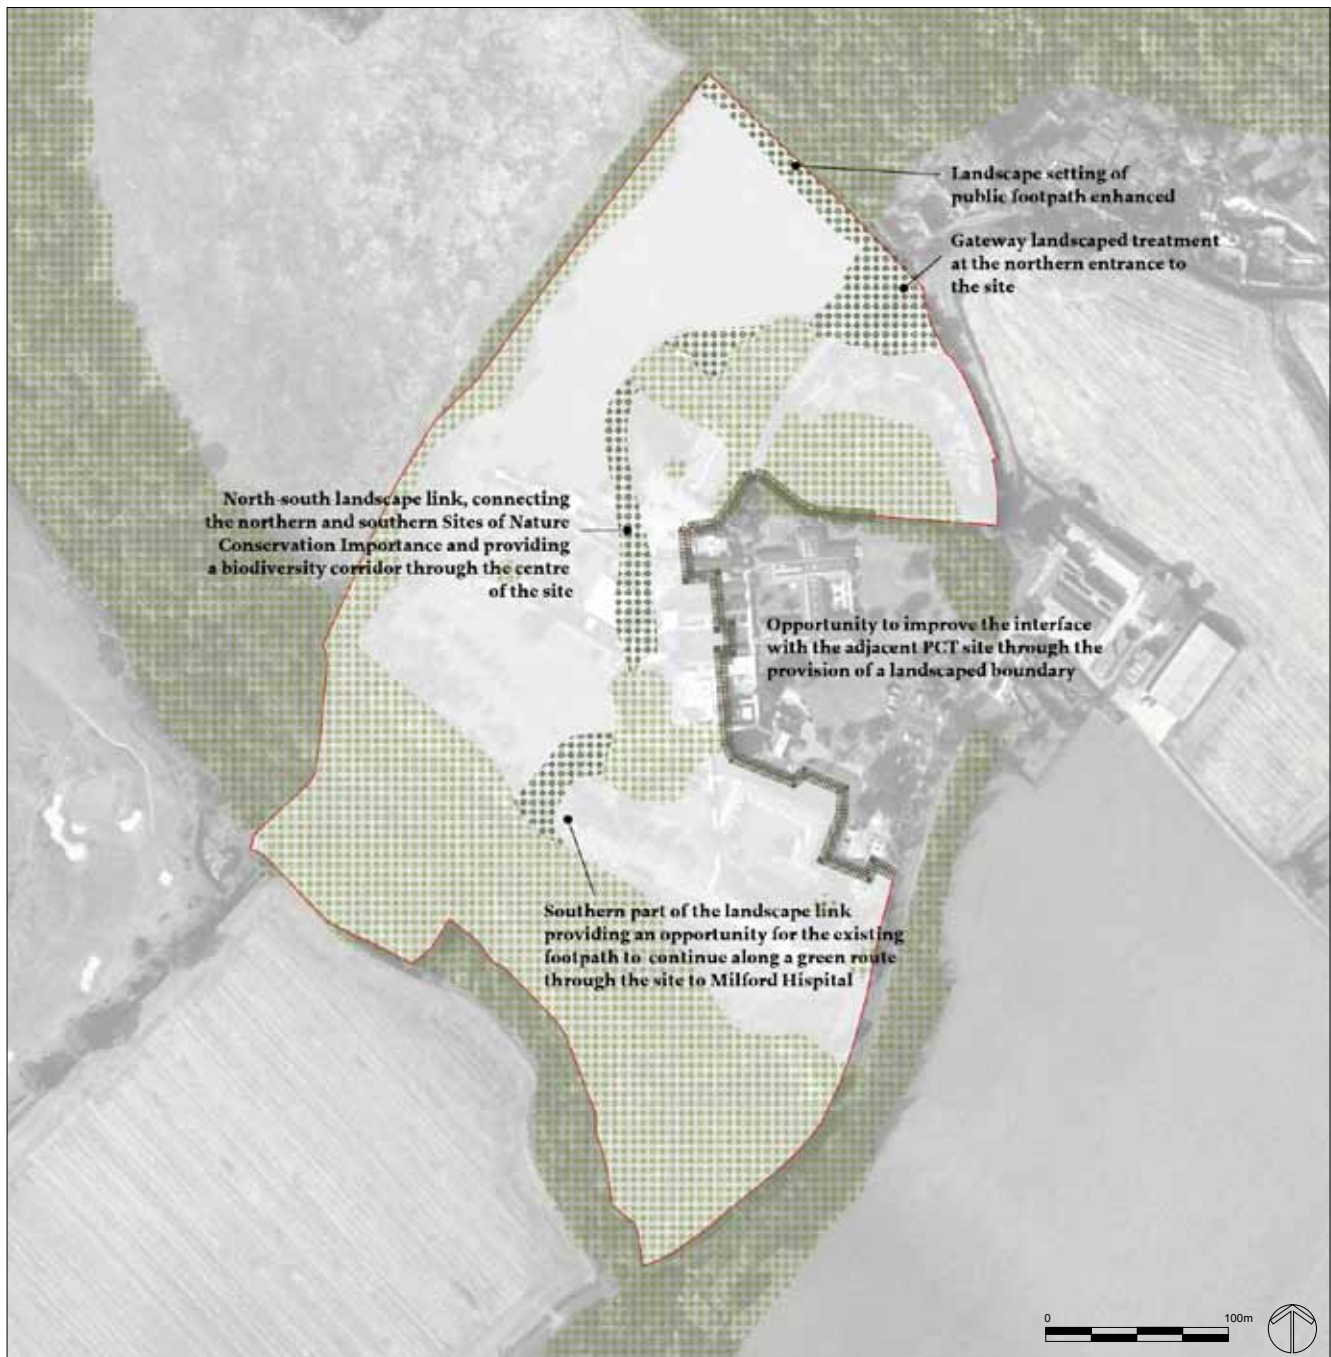 Landscape setting of
public footpath enhanced
Gateway landscaped treatment
at the northern entrance to
the site
North-south landscape link, connecting
the northern and southern Sites of Nature
Conservation Importance and providing
a biodiversity corridor through the centre
of the site
Opportunity to improve the interface
with the adjacent PCT site through the
provision of a landscaped boundary
Southern part of the landscape link
providing an opportunity for the existing
footpath to continue along a green route
through the site to Milford Hispital
0 100m